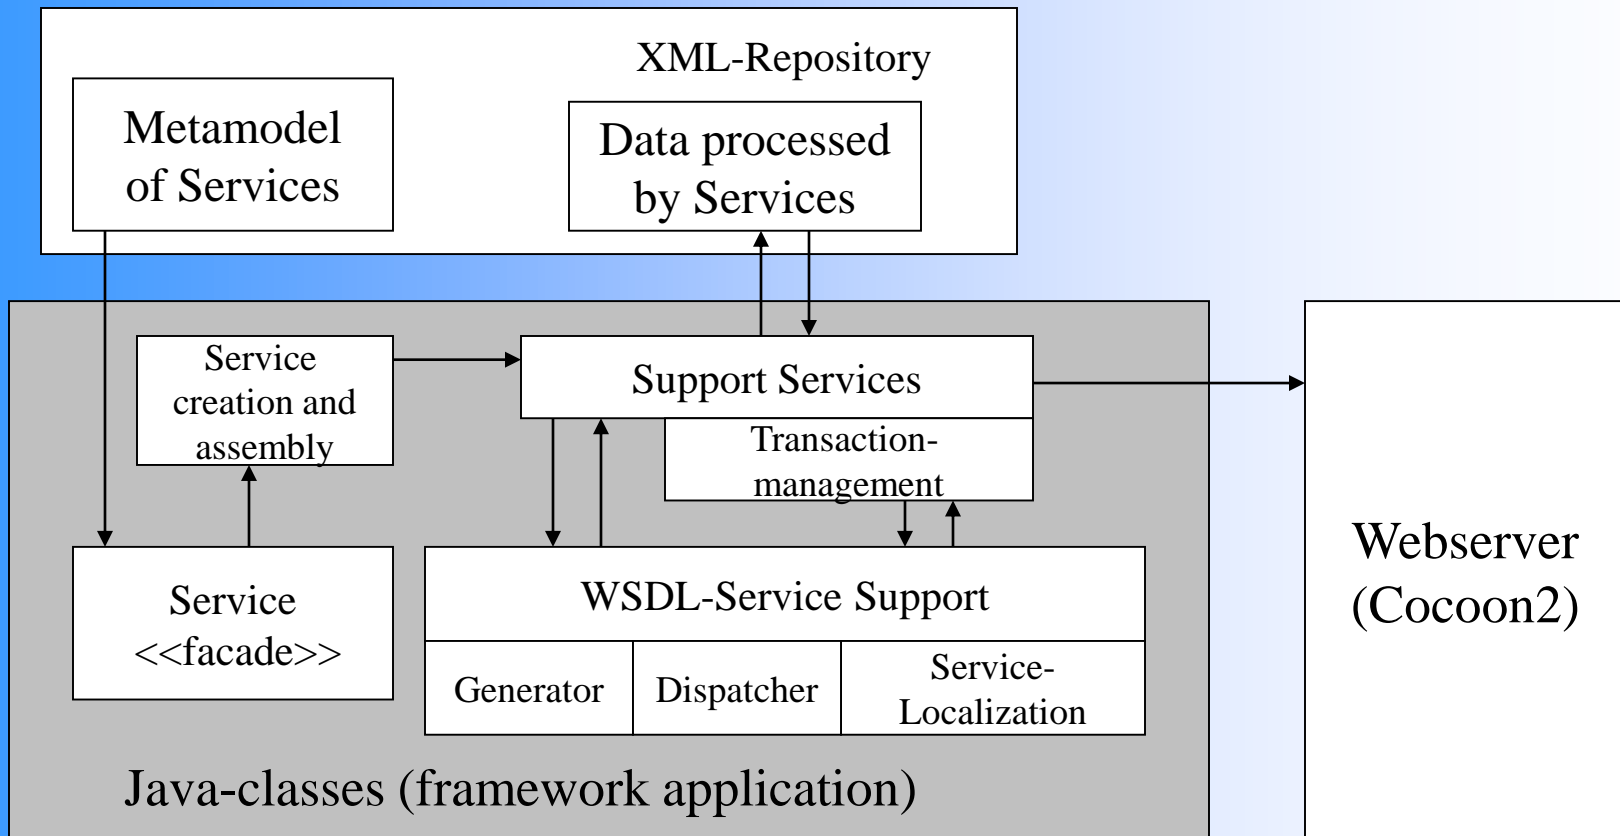 XML-Repository
Metamodel
of Services
Data processed
by Services
Service
creation and
assembly
Support Services
Transaction-
management
Service
<<facade>>
WSDL-Service Support
Generator
Dispatcher
Service-
Localization
Java-classes (framework application)
Webserver
(Cocoon2)